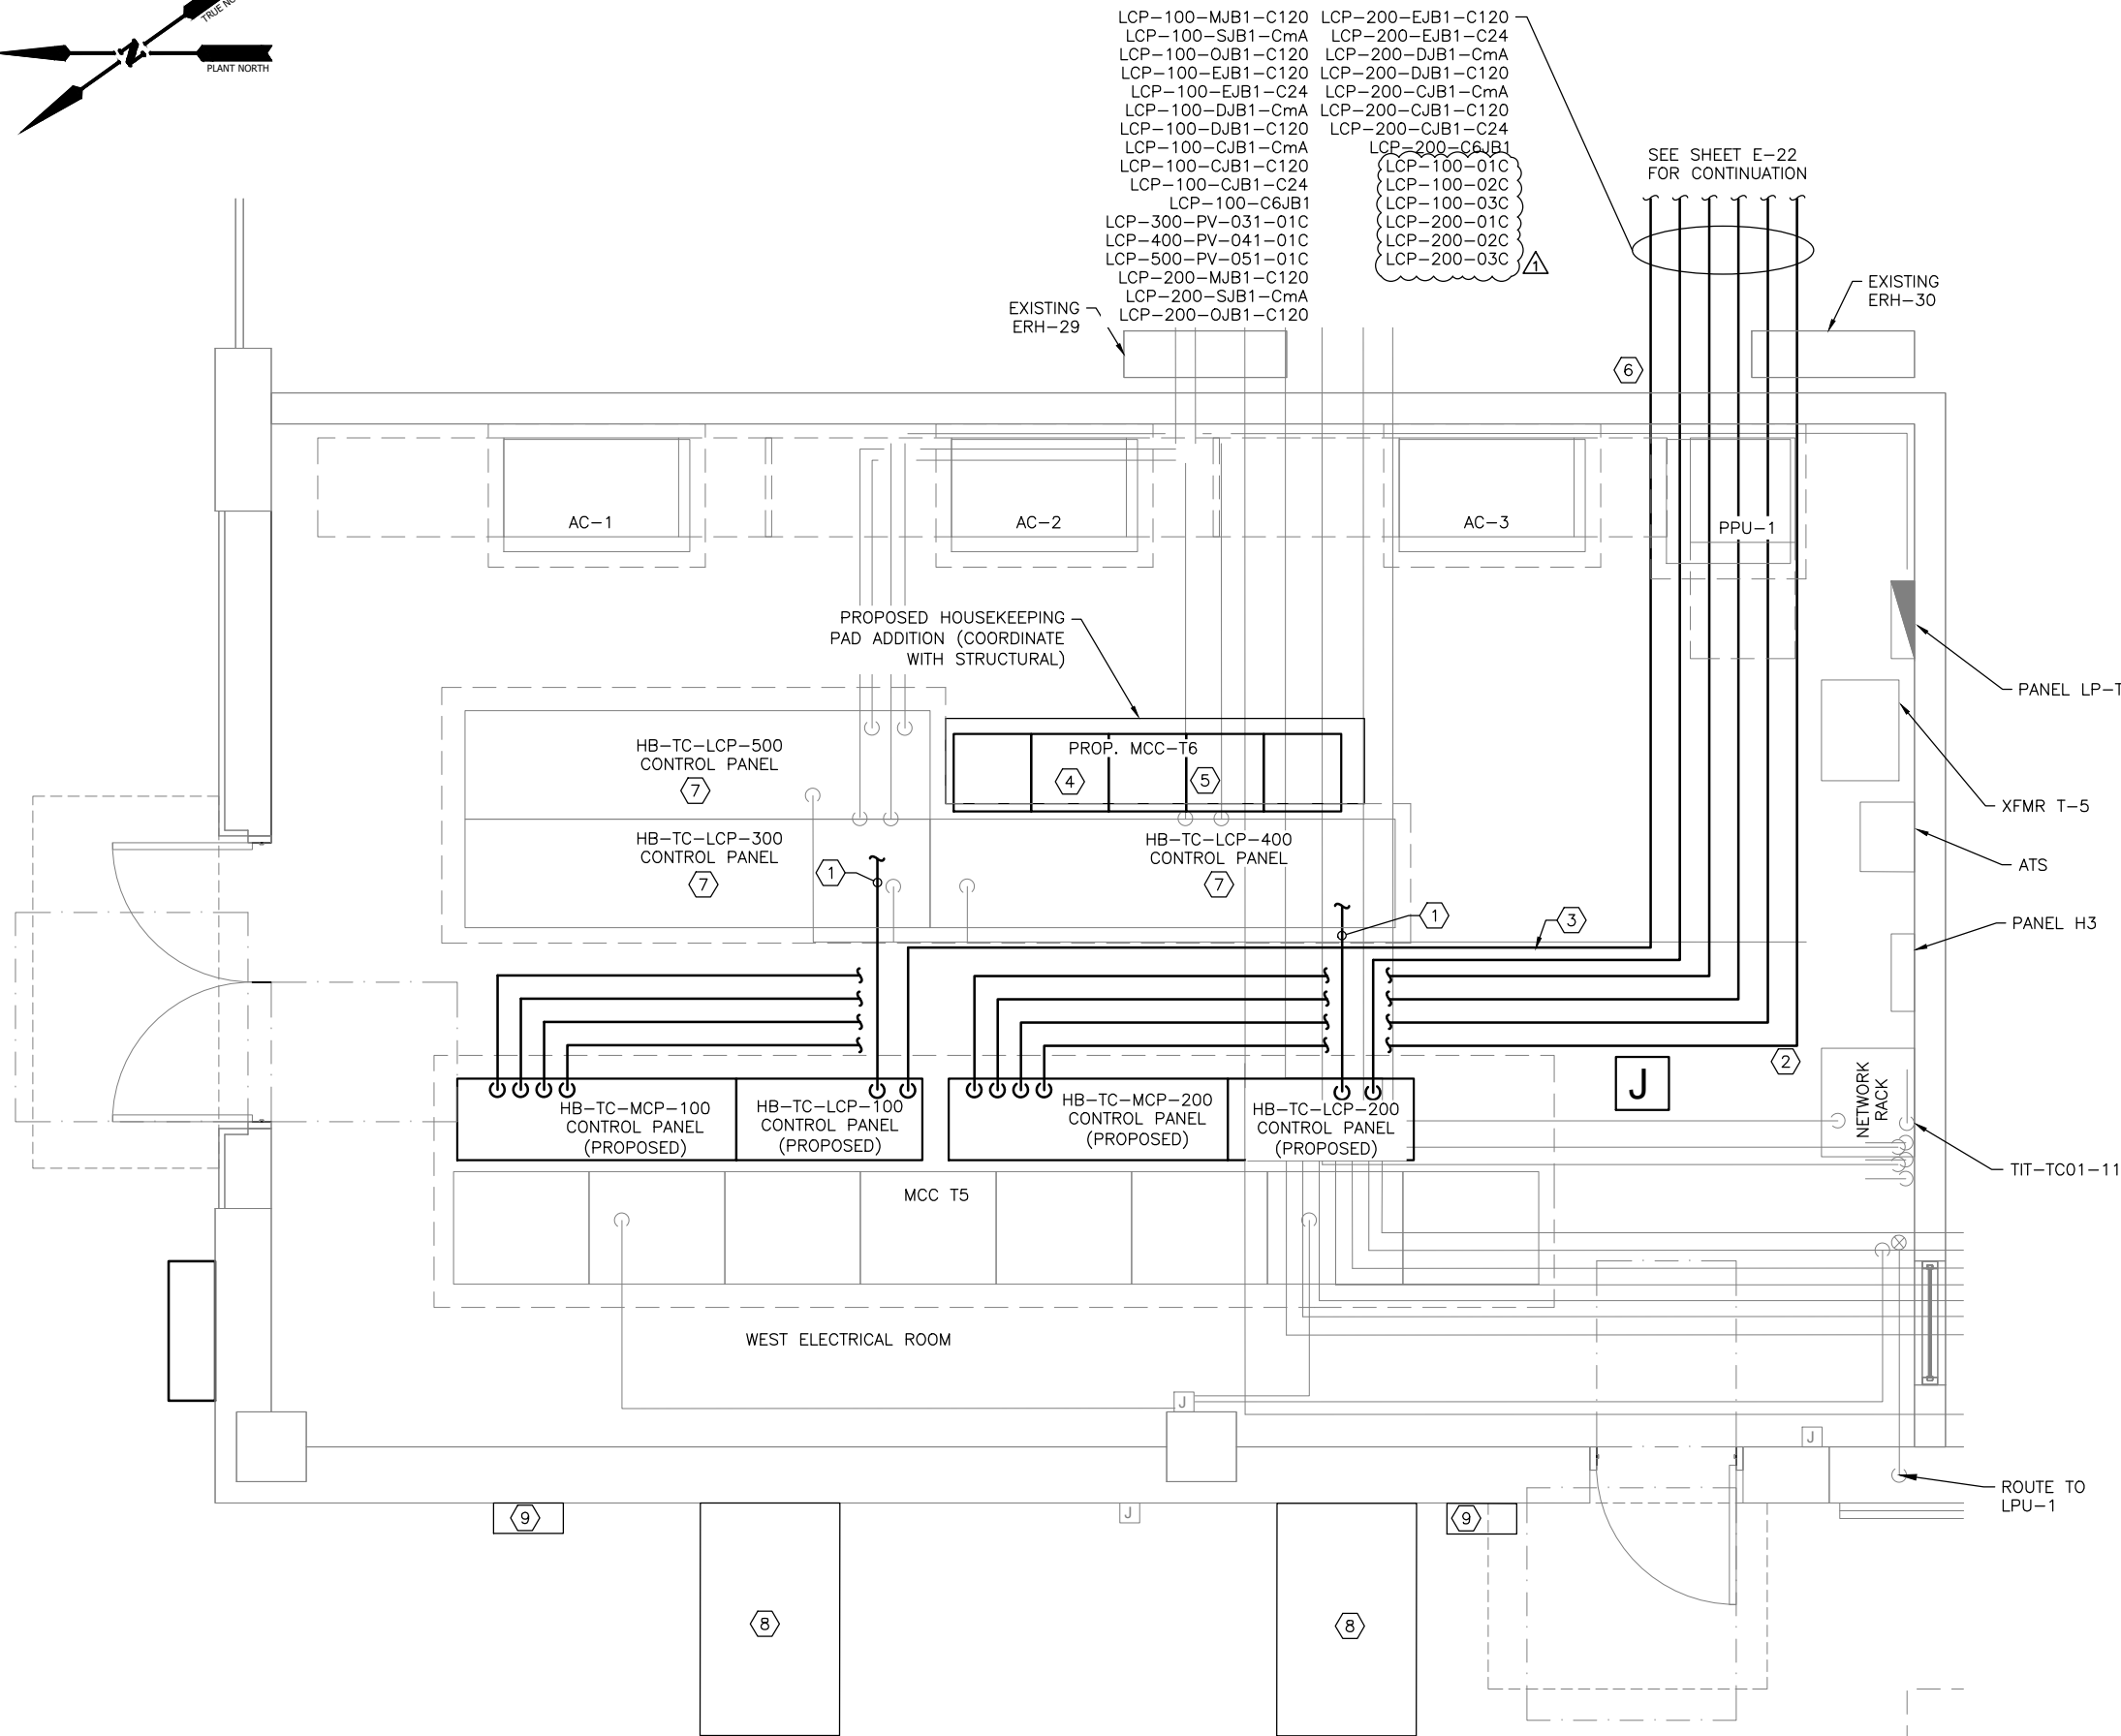 TRUE NO
N
PLANT NORTH
LCP-100-MJB1-C120
LCP-100-SJB1-CmA
LCP-100-OJB1-C120
LCP-100-EJB1-C120
LCP-100-EJB1-C24
LCP-100-DJB1-CmA
LCP-100-DJB1-C120
LCP-100-CJB1-CmA
LCP-100-CJB1-C120
LCP-100-CJB1-C24
LCP-100-C6JB1
LCP-300-PV-031-01C
LCP-400-PV-041-01C
LCP-500-PV-051-01C
LCP-200-MJB1-C120
LCP-200-SJB1-CmA
LCP-200-OJB1-C120
LCP-200-EJB1-C120
LCP-200-EJB1-C24
LCP-200-DJB1-CmA
LCP-200-DJB1-C120
LCP-200-CJB1-CmA
LCP-200-CJB1-C120
LCP-200-CJB1-C24
LCP-200-C6JB1
LCP-100-01C
LCP-100-02C
LCP-100-03C
LCP-200-01C
LCP-200-02C
LCP-200-03C
1
SEE SHEET E-22
FOR CONTINUATION
EXISTING
ERH-29
EXISTING
ERH-30
6
AC-1
AC-2
AC-3
PPU-1
PROPOSED HOUSEKEEPING
PAD ADDITION (COORDINATE
WITH STRUCTURAL)
PANEL LP-T
HB-TC-LCP-500
CONTROL PANEL
7
PROP. MCC-T6
4
5
XFMR T-5
HB-TC-LCP-300
CONTROL PANEL
7
1
HB-TC-LCP-400
CONTROL PANEL
7
ATS
1
3
PANEL H3
2
J
NETWORK
RACK
HB-TC-MCP-100
CONTROL PANEL
(PROPOSED)
HB-TC-LCP-100
CONTROL PANEL
(PROPOSED)
HB-TC-MCP-200
CONTROL PANEL
(PROPOSED)
HB-TC-LCP-200
CONTROL PANEL
(PROPOSED)
TIT-TC01-11
MCC T5
WEST ELECTRICAL ROOM
J
J
ROUTE TO
LPU-1
9
J
9
8
8